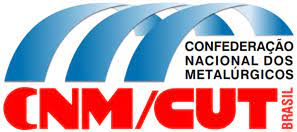 CONFEDERAÇÃO
NACIONAL DOS
METALÚRGICOS
CNM/CUT
BRASIL